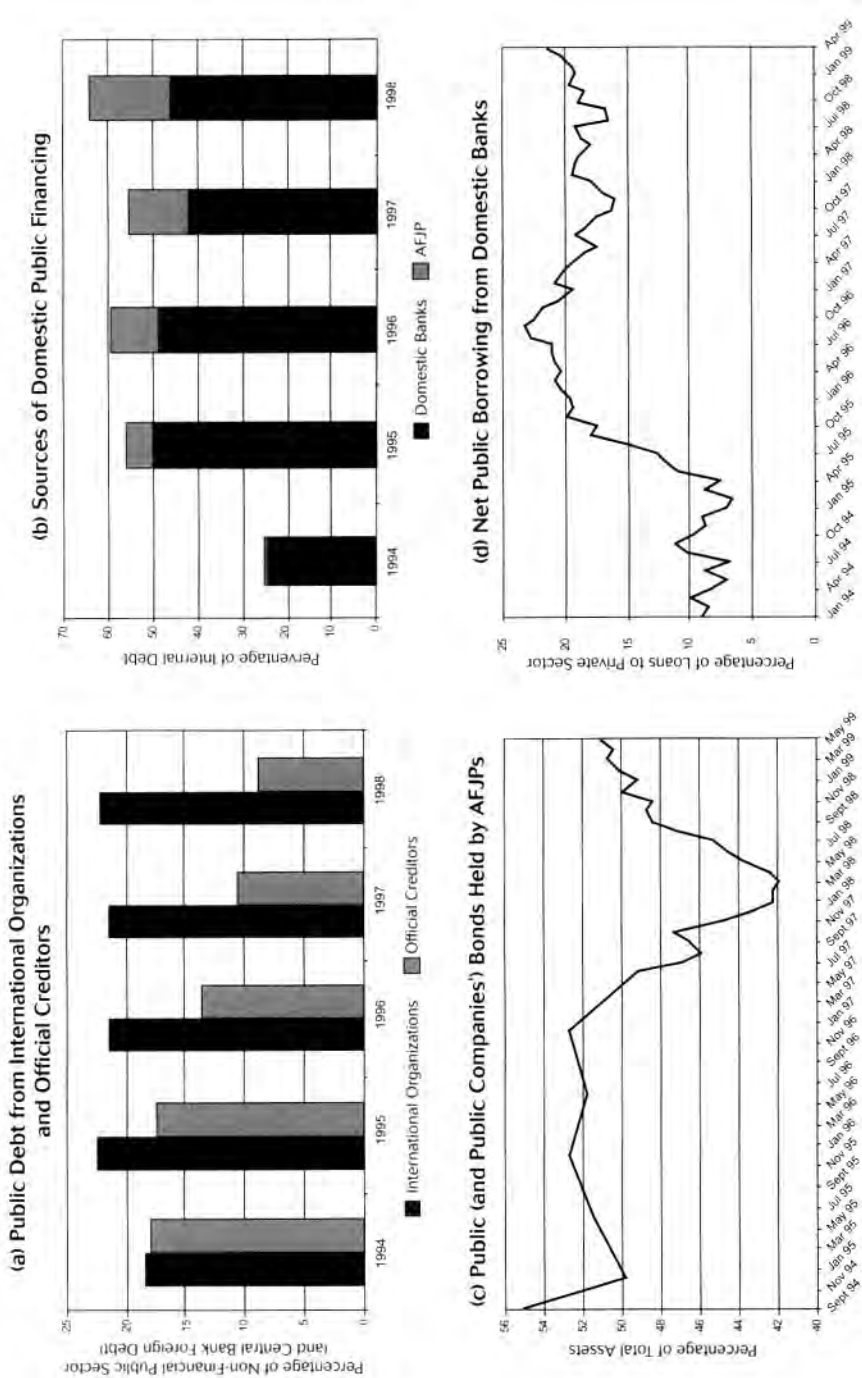 (a) Public Debt from International Organizations
and Official Creditors
Percentage of Non-Financial Public Sector
(and Central Bank Foreign Debt)
25
20
15
10
5
0
1994
1995
1996
1997
1998
International Organizations
Official Creditors
(b) Sources of Domestic Public Financing
Perventage of Internal Debt
70
60
50
40
30
20
10
0
1994
1995
1996
1997
1998
Domestic Banks
AFJP
(c) Public (and Public Companies') Bonds Held by AFJPs
Percentage of Total Assets
56
54
52
50
48
46
44
42
40
Sept 94
Nov 94
Jan 95
Mar 95
May 95
Jul 95
Sept 95
Nov 95
Jan 96
Mar 96
May 96
Jul 96
Sept 96
Nov 96
Jan 97
Mar 97
May 97
Jul 97
Sept 97
Nov 97
Jan 98
Mar 98
May 98
Jul 98
Sept 98
Nov 98
Jan 99
Mar 99
May 99
(d) Net Public Borrowing from Domestic Banks
Percentage of Loans to Private Sector
25
20
15
10
5
0
Jan 94
Apr 94
Jul 94
Oct 94
Jan 95
Apr 95
Jul 95
Oct 95
Jan 96
Apr 96
Jul 96
Oct 96
Jan 97
Apr 97
Jul 97
Oct 97
Jan 98
Apr 98
Jul 98
Oct 98
Jan 99
Apr 99